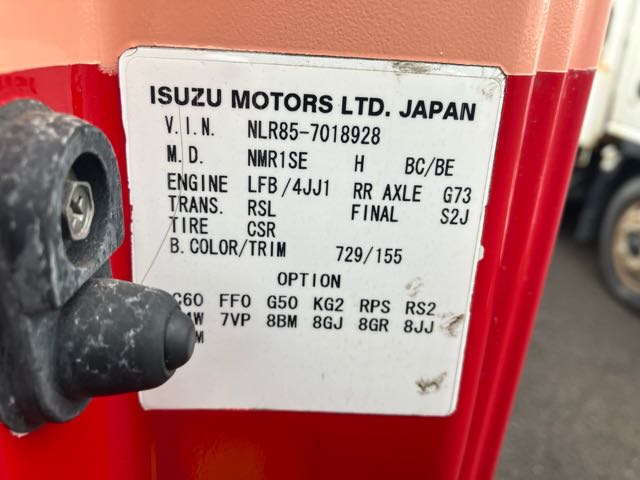 ISUZU MOTORS LTD. JAPAN
V.I.N. NLR85-7018928
M.D. NMR1SE H BC/BE
ENGINE LFB/4JJ1 RR AXLE G73
TRANS. RSL FINAL S2J
TIRE CSR
B.COLOR/TRIM 729/155
OPTION
C60 FF0 G50 KG2 RPS RS2
7VP 8BM 8GJ 8GR 8JJ